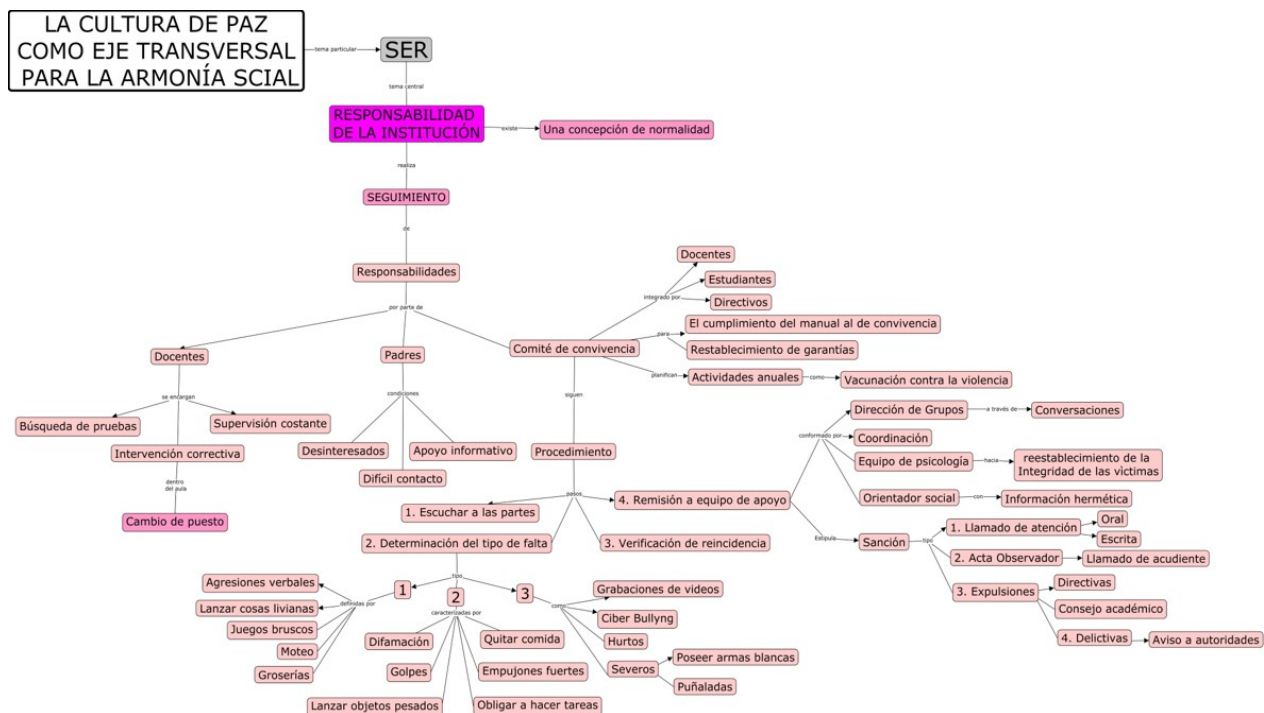 LA CULTURA DE PAZ
COMO EJE TRANSVERSAL
PARA LA ARMONÍA SCIAL
tema particular
SER
tema central
RESPONSABILIDAD
DE LA INSTITUCIÓN
existe
Una concepción de normalidad
realiza
SEGUIMIENTO
de
Responsabilidades
por parte de
Docentes
se encargan
Búsqueda de pruebas
Supervisión costante
Intervención correctiva
dentro
del aula
Cambio de puesto
Padres
condiciones
Desinteresados
Apoyo informativo
Difícil contacto
Comité de convivencia
integrado por
Docentes
Estudiantes
Directivos
para
El cumplimiento del manual al de convivencia
Restablecimiento de garantías
planifican
Actividades anuales
como
Vacunación contra la violencia
siguen
Procedimiento
pasos
1. Escuchar a las partes
2. Determinación del tipo de falta
3. Verificación de reincidencia
4. Remisión a equipo de apoyo
tipo
1
definidas por
Agresiones verbales
Lanzar cosas livianas
Juegos bruscos
Moteo
Groserías
2
caracterizadas por
Difamación
Quitar comida
Golpes
Empujones fuertes
Lanzar objetos pesados
Obligar a hacer tareas
3
como
Grabaciones de videos
Ciber Bullyng
Hurtos
Severos
Poseer armas blancas
Puñaladas
conformado por
Dirección de Grupos
a través de
Conversaciones
Coordinación
Equipo de psicología
hacia
reestablecimiento de la
Integridad de las vìctimas
Orientador social
con
Información hermética
Estipula
Sanción
tipo
1. Llamado de atención
Oral
Escrita
2. Acta Observador
Llamado de acudiente
3. Expulsiones
Directivas
Consejo académico
4. Delictivas
Aviso a autoridades